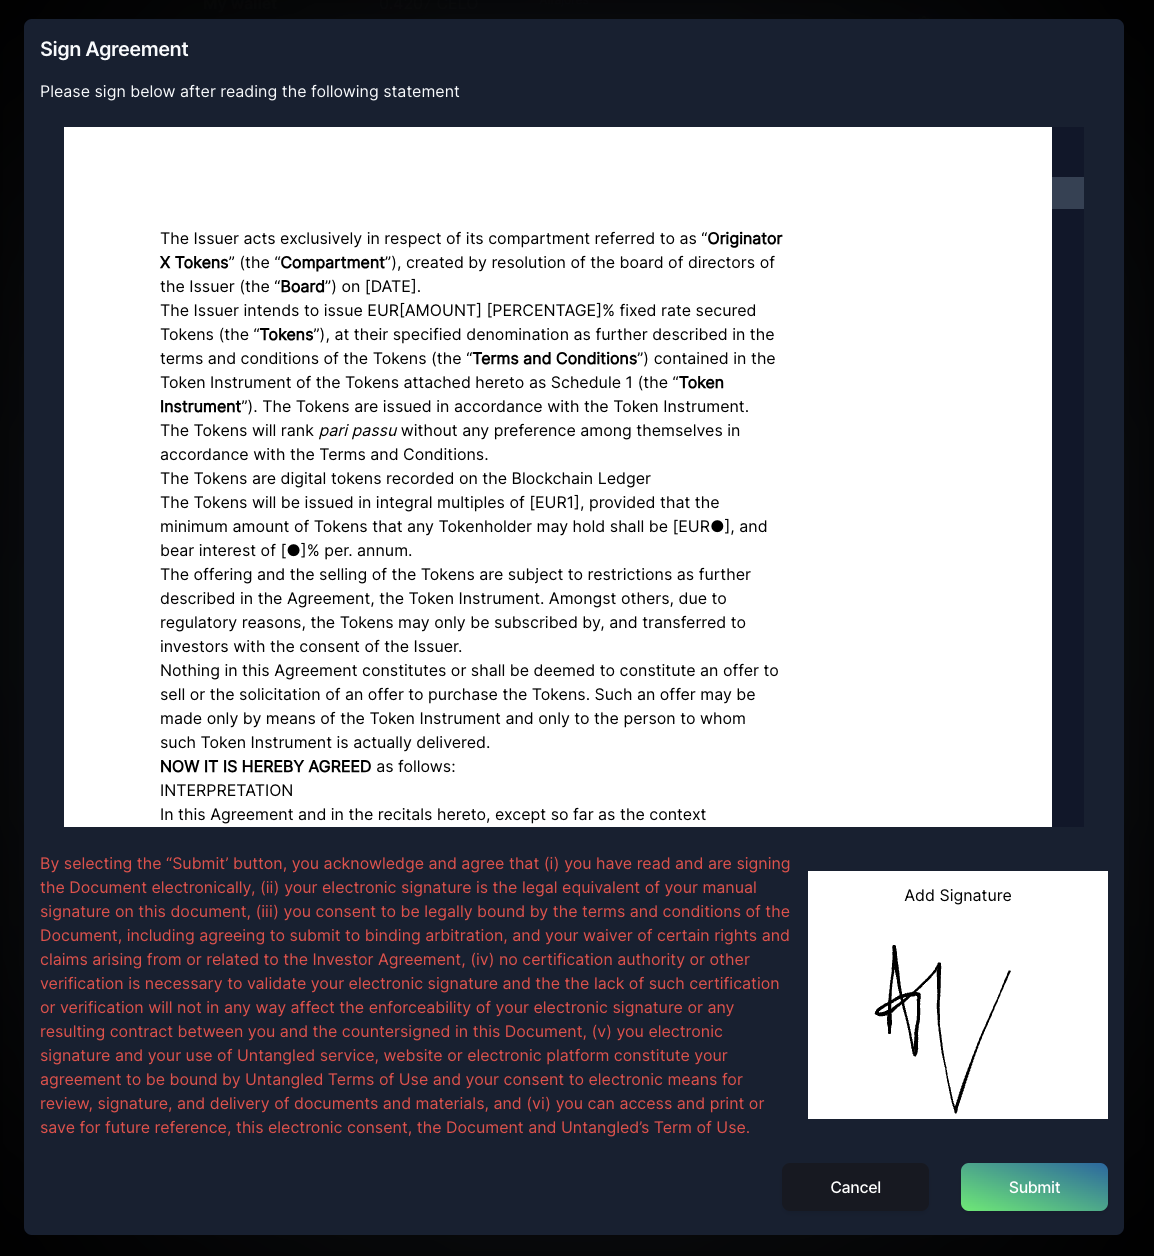 Sign Agreement
Please sign below after reading the following statement
The Issuer acts exclusively in respect of its compartment referred to as “Originator
X Tokens” (the “Compartment”), created by resolution of the board of directors of
the Issuer (the “Board”) on [DATE].
The Issuer intends to issue EUR[AMOUNT] [PERCENTAGE]% fixed rate secured
Tokens (the “Tokens”), at their specified denomination as further described in the
terms and conditions of the Tokens (the “Terms and Conditions”) contained in the
Token Instrument of the Tokens attached hereto as Schedule 1 (the “Token
Instrument”). The Tokens are issued in accordance with the Token Instrument.
The Tokens will rank pari passu without any preference among themselves in
accordance with the Terms and Conditions.
The Tokens are digital tokens recorded on the Blockchain Ledger
The Tokens will be issued in integral multiples of [EUR1], provided that the
minimum amount of Tokens that any Tokenholder may hold shall be [EUR●], and
bear interest of [●]% per. annum.
The offering and the selling of the Tokens are subject to restrictions as further
described in the Agreement, the Token Instrument. Amongst others, due to
regulatory reasons, the Tokens may only be subscribed by, and transferred to
investors with the consent of the Issuer.
Nothing in this Agreement constitutes or shall be deemed to constitute an offer to
sell or the solicitation of an offer to purchase the Tokens. Such an offer may be
made only by means of the Token Instrument and only to the person to whom
such Token Instrument is actually delivered.
NOW IT IS HEREBY AGREED as follows:
INTERPRETATION
In this Agreement and in the recitals hereto, except so far as the context
By selecting the “Submit’ button, you acknowledge and agree that (i) you have read and are signing
the Document electronically, (ii) your electronic signature is the legal equivalent of your manual
signature on this document, (iii) you consent to be legally bound by the terms and conditions of the
Document, including agreeing to submit to binding arbitration, and your waiver of certain rights and
claims arising from or related to the Investor Agreement, (iv) no certification authority or other
verification is necessary to validate your electronic signature and the the lack of such certification
or verification will not in any way affect the enforceability of your electronic signature or any
resulting contract between you and the countersigned in this Document, (v) you electronic
signature and your use of Untangled service, website or electronic platform constitute your
agreement to be bound by Untangled Terms of Use and your consent to electronic means for
review, signature, and delivery of documents and materials, and (vi) you can access and print or
save for future reference, this electronic consent, the Document and Untangled’s Term of Use.
Add Signature
Cancel
Submit